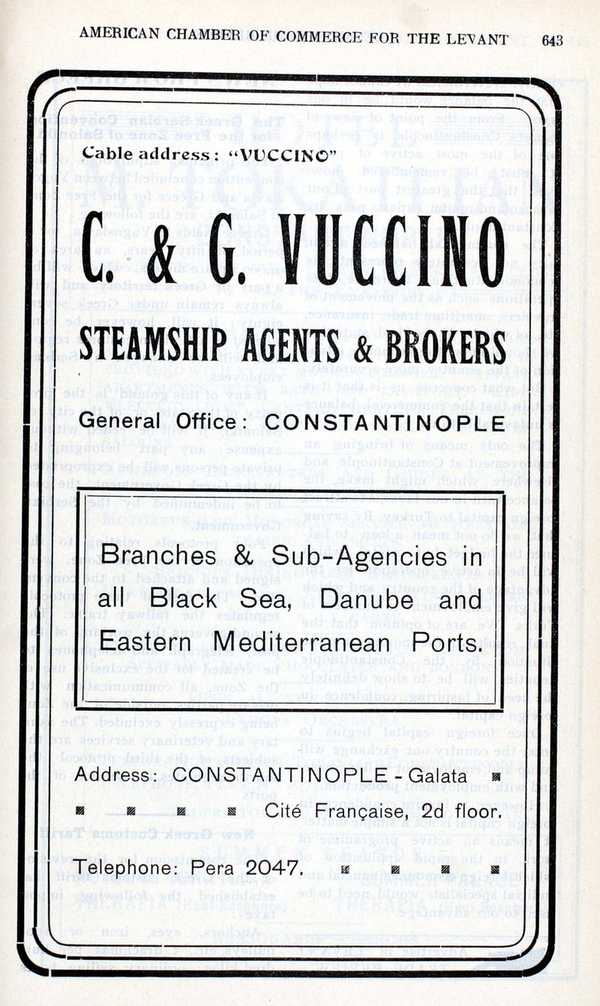 AMERICAN CHAMBER OF COMMERCE FOR THE LEVANT 643
Cable address: "VUCCINO"
C. & G. VUCCINO
STEAMSHIP AGENTS & BROKERS
General Office: CONSTANTINOPLE
Branches & Sub-Agencies in
all Black Sea, Danube and
Eastern Mediterranean Ports.
Address: CONSTANTINOPLE - Galata
Cité Française, 2d floor.
Telephone: Pera 2047.